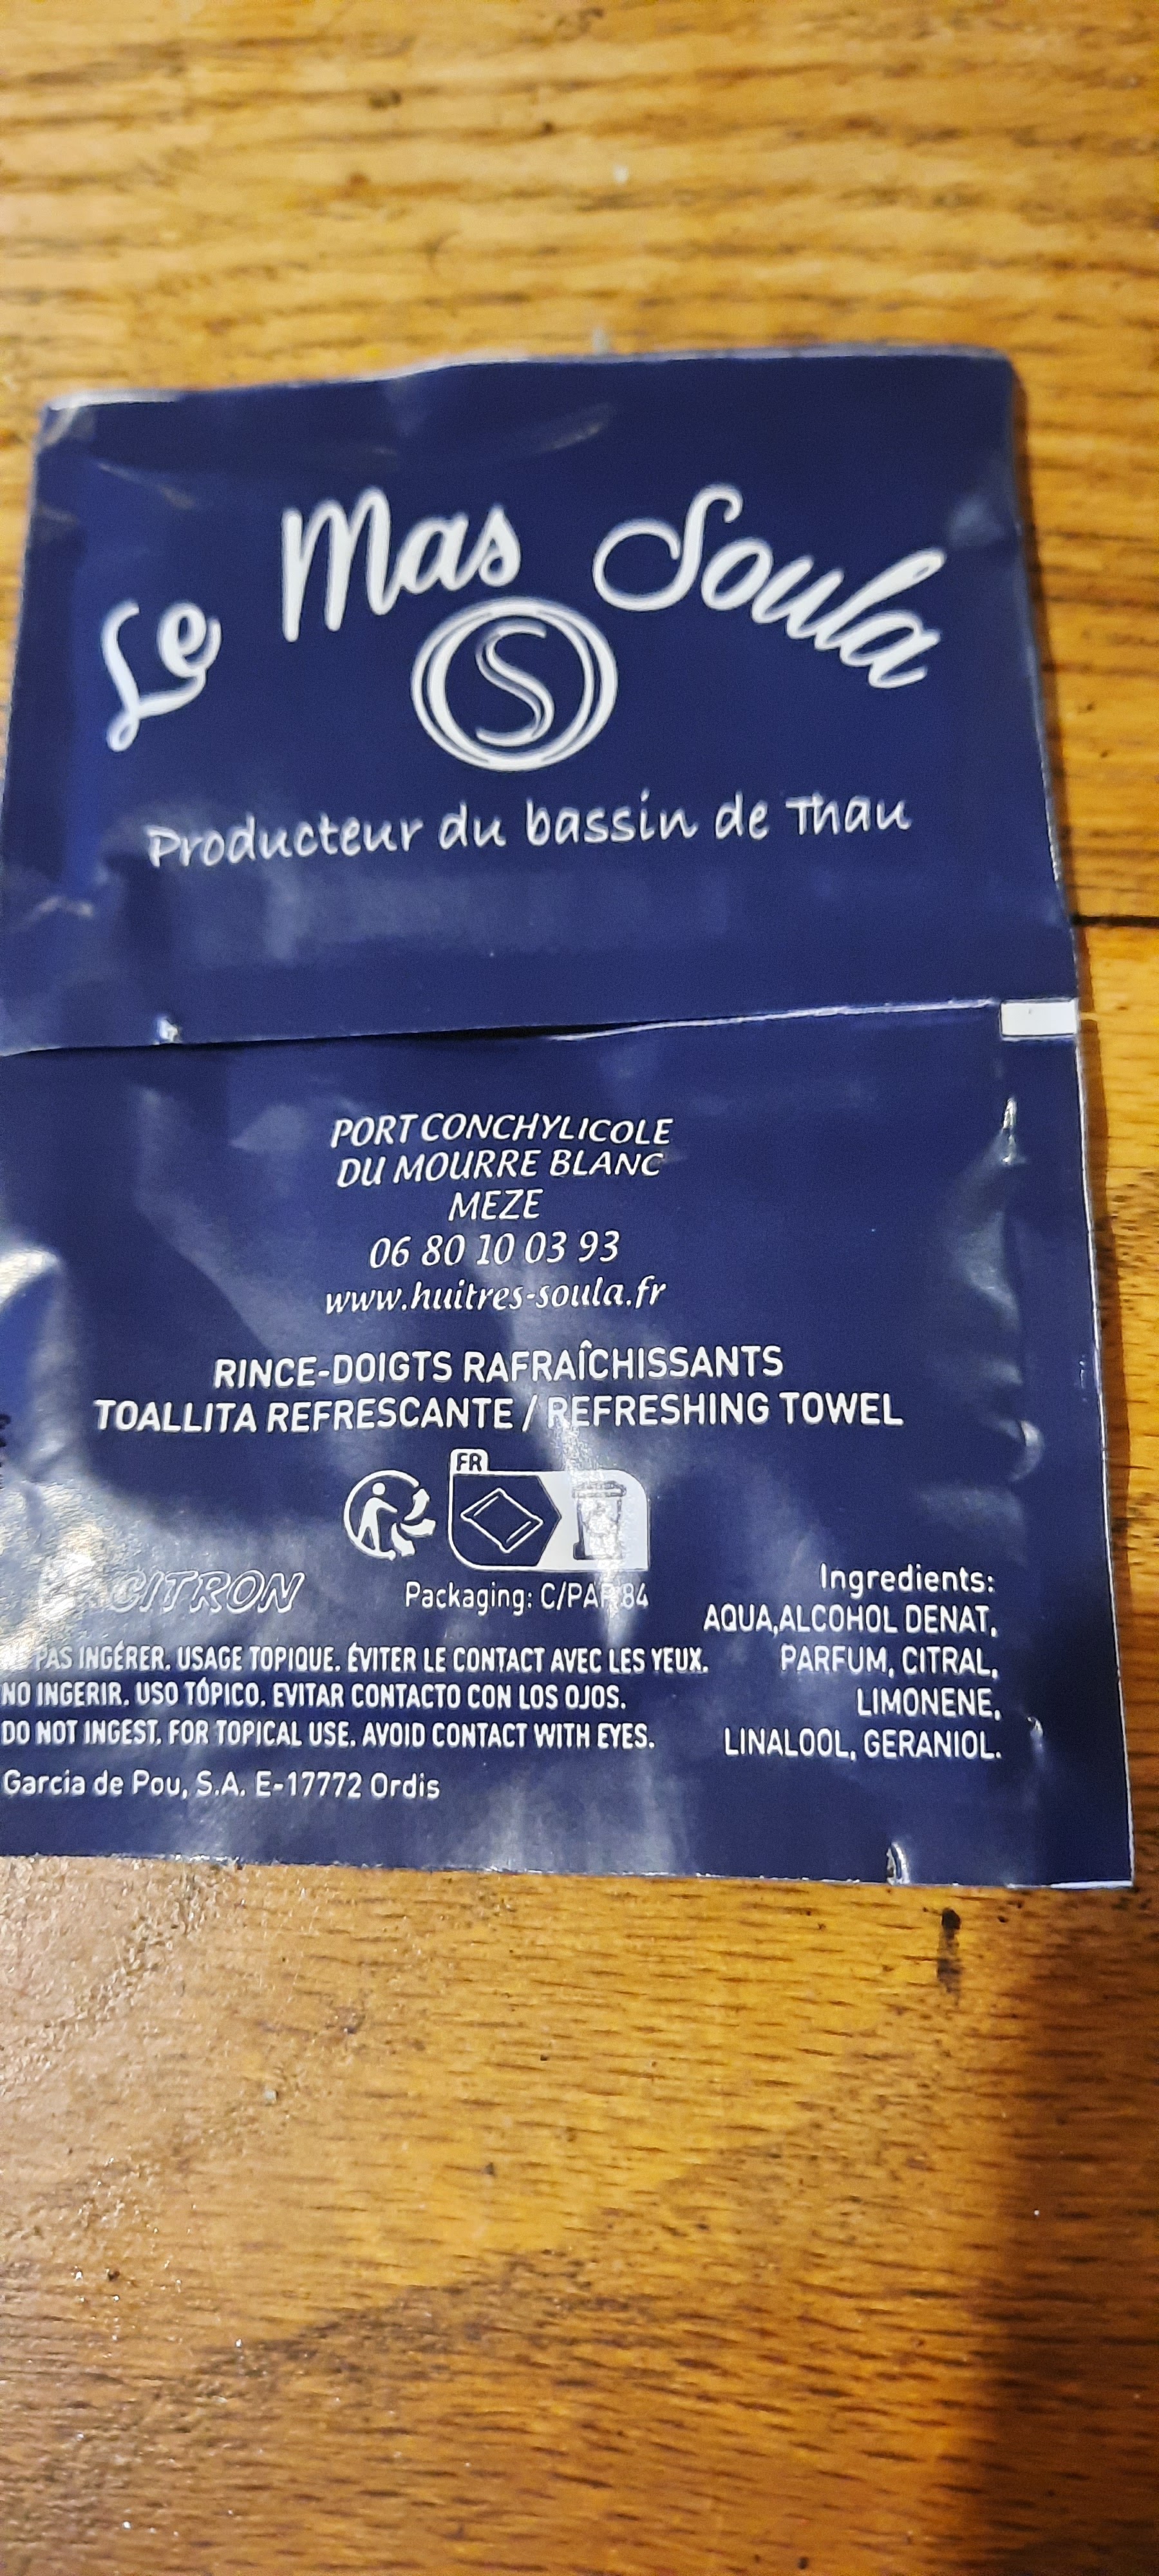 Le Mas Soula
S
Producteur du bassin de Thau
PORT CONCHYLICOLE
DU MOURRE BLANC
MEZE
06 80 10 03 93
www.huitres-soula.fr
RINCE-DOIGTS RAFRAÎCHISSANTS
TOALLITA REFRESCANTE / REFRESHING TOWEL
FR
CITRON
Packaging: C/PAP 84
PAS INGÉRER. USAGE TOPIQUE. ÉVITER LE CONTACT AVEC LES YEUX.
NO INGERIR. USO TÓPICO. EVITAR CONTACTO CON LOS OJOS.
DO NOT INGEST. FOR TOPICAL USE. AVOID CONTACT WITH EYES.
Garcia de Pou, S.A. E-17772 Ordis
Ingredients:
AQUA,ALCOHOL DENAT,
PARFUM, CITRAL,
LIMONENE,
LINALOOL, GERANIOL.